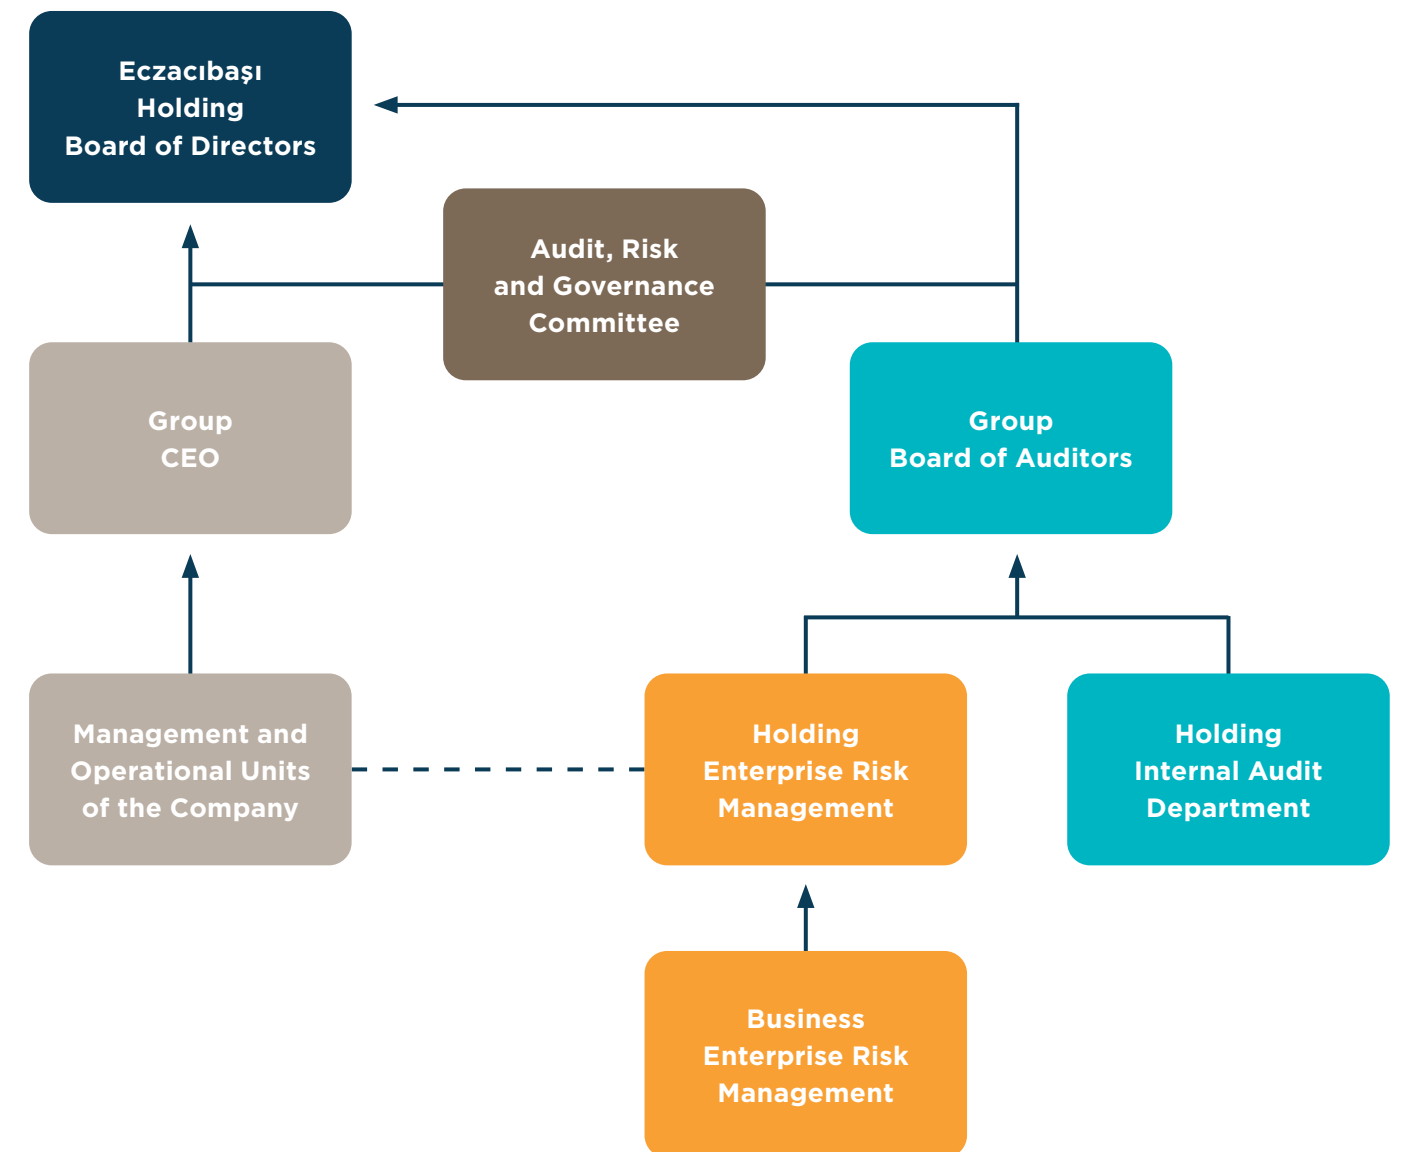 Eczacıbaşı
Holding
Board of Directors
Audit, Risk
and Governance
Committee
Group
CEO
Group
Board of Auditors
Management and
Operational Units
of the Company
Holding
Enterprise Risk
Management
Holding
Internal Audit
Department
Business
Enterprise Risk
Management